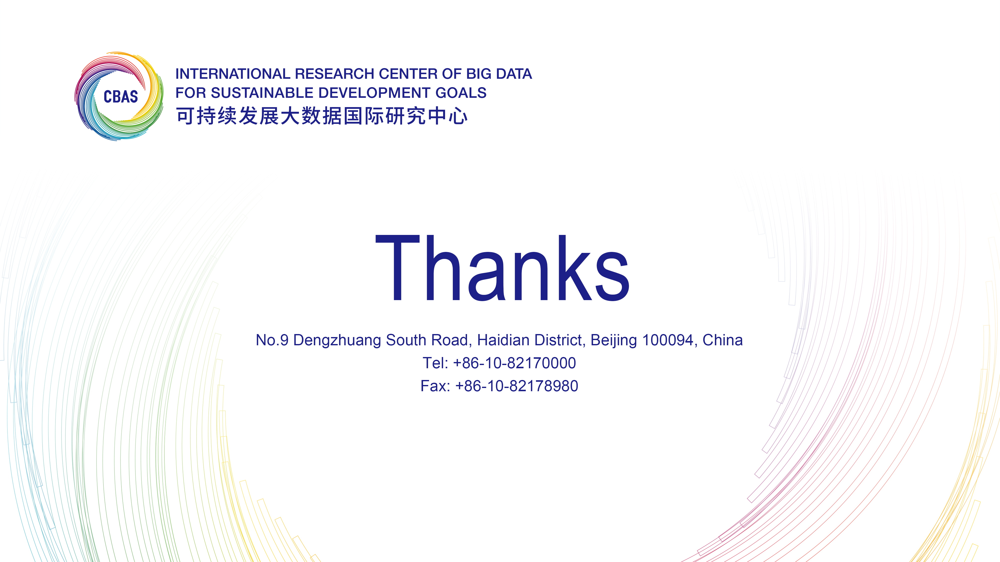 CBAS
INTERNATIONAL RESEARCH CENTER OF BIG DATA
FOR SUSTAINABLE DEVELOPMENT GOALS
可持续发展大数据国际研究中心
Thanks
No.9 Dengzhuang South Road, Haidian District, Beijing 100094, China
Tel: +86-10-82170000
Fax: +86-10-82178980